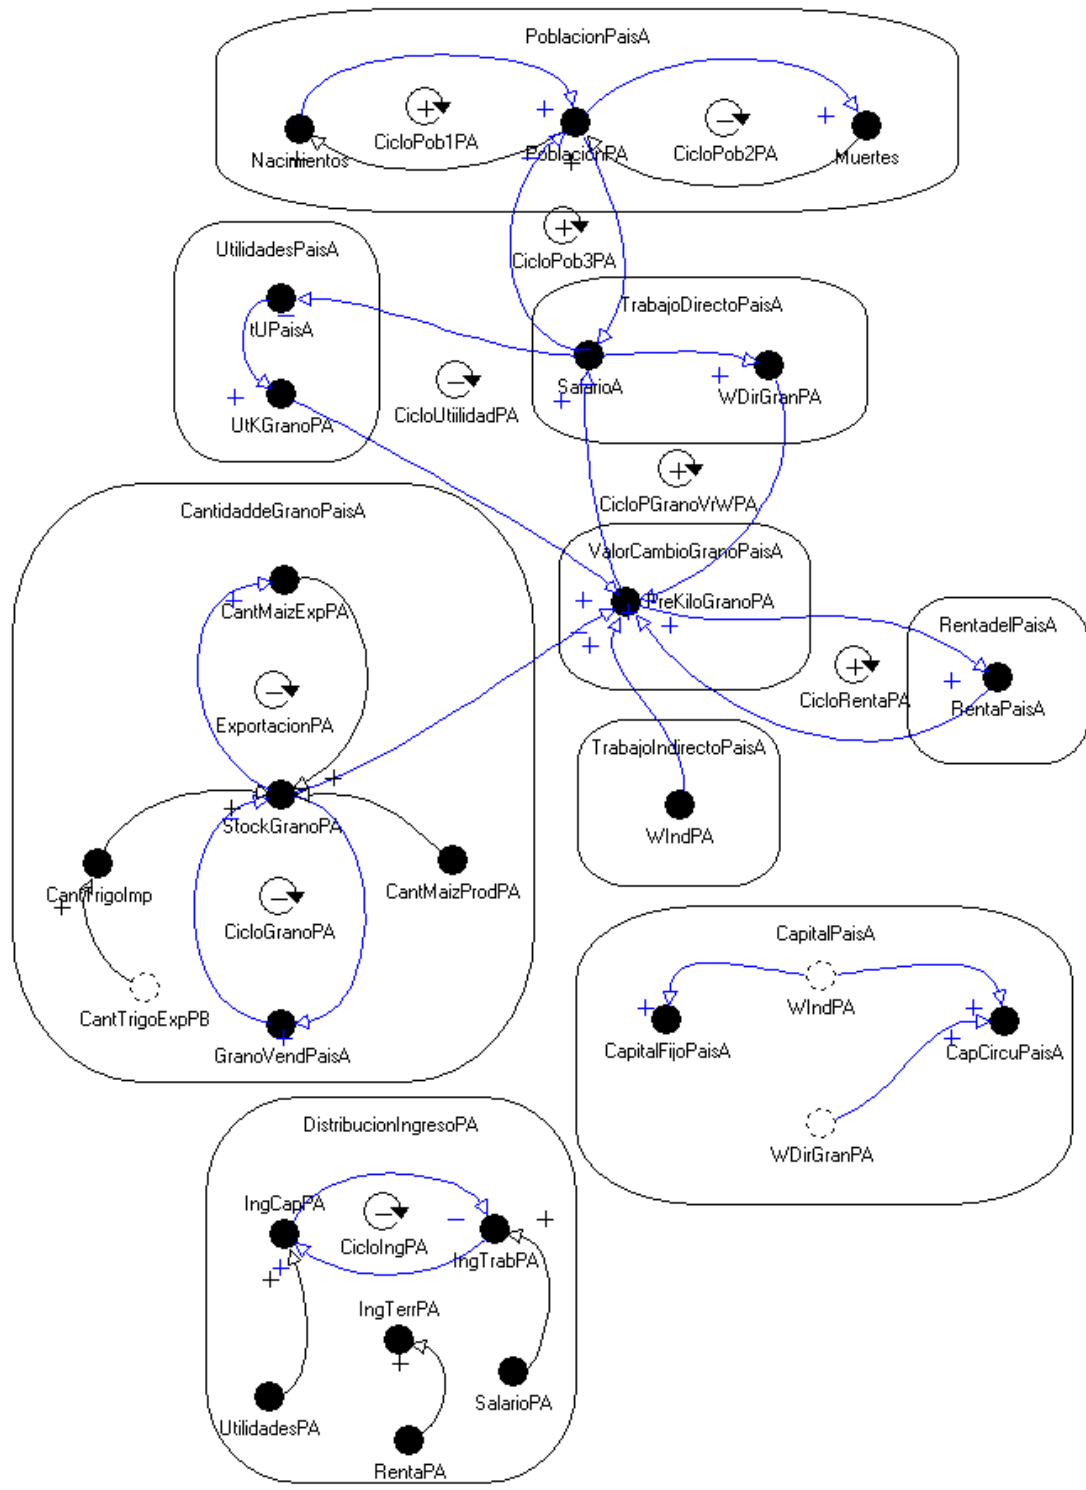 PoblacionPaisA
CicloPob1PA
CicloPob2PA
Nacimientos
PoblacionPA
Muertes
CicloPob3PA
UtilidadesPaisA
TrabajoDirectoPaisA
tUPaisA
SalarioA
WDirGranPA
CicloUtiilidadPA
UtKGranoPA
CicloPGranoVrWPA
CantidaddeGranoPaisA
ValorCambioGranoPaisA
CantMaizExpPA
PreKiloGranoPA
RentadelPaisA
CicloRentaPA
RentaPaisA
ExportacionPA
TrabajoIndirectoPaisA
StockGranoPA
WIndPA
CantTrigoImp
CantMaizProdPA
CicloGranoPA
CapitalPaisA
WIndPA
CantTrigoExpPB
GranoVendPaisA
CapitalFijoPaisA
CapCircuPaisA
WDirGranPA
DistribucionIngresoPA
IngCapPA
CicloIngPA
IngTrabPA
IngTerrPA
UtilidadesPA
SalarioPA
RentaPA